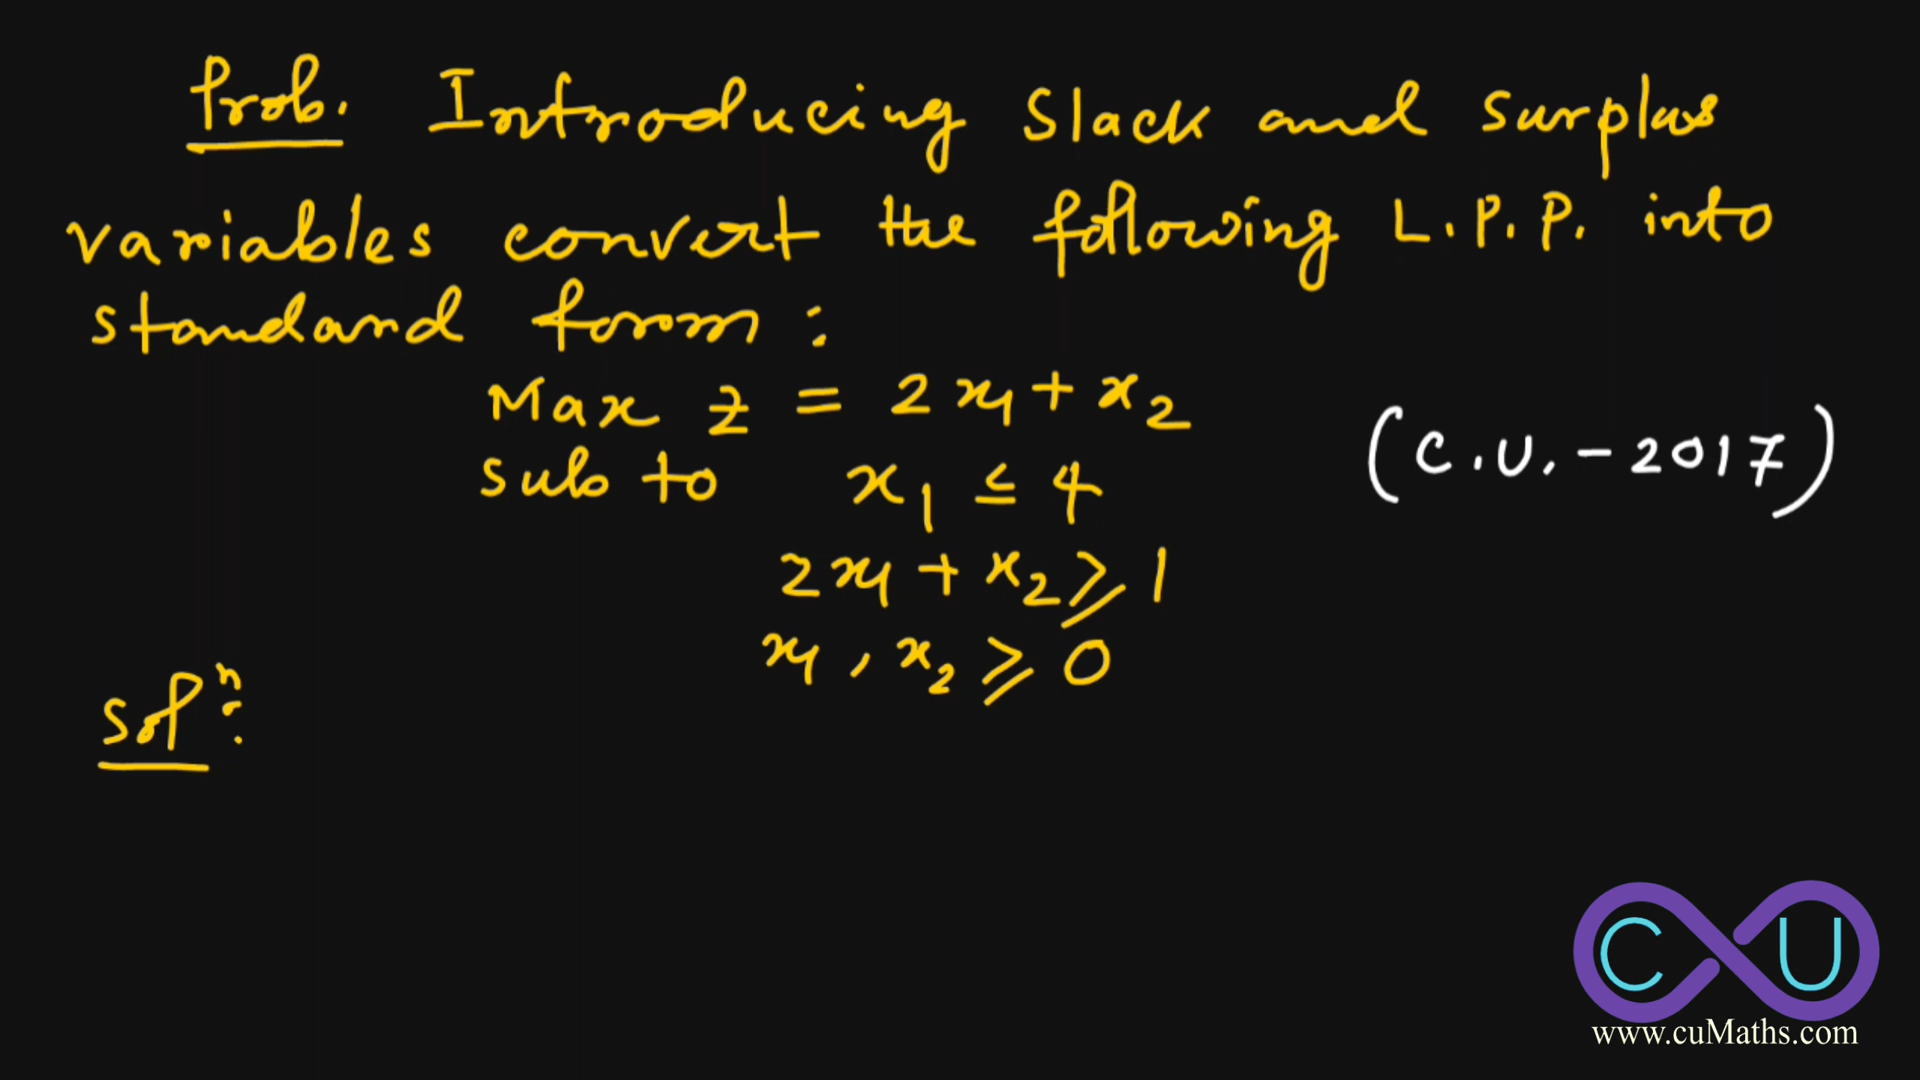 Prob. Introducing Slack and surplus
variables convert the following L.P.P. into
standard form :
Max z = 2x₁ + x₂
(C.U. - 2017)
sub to x₁ ≤ 4
2x₁ + x₂ ≥ 1
x₁, x₂ ≥ 0
Solⁿ:
CU
www.cuMaths.com